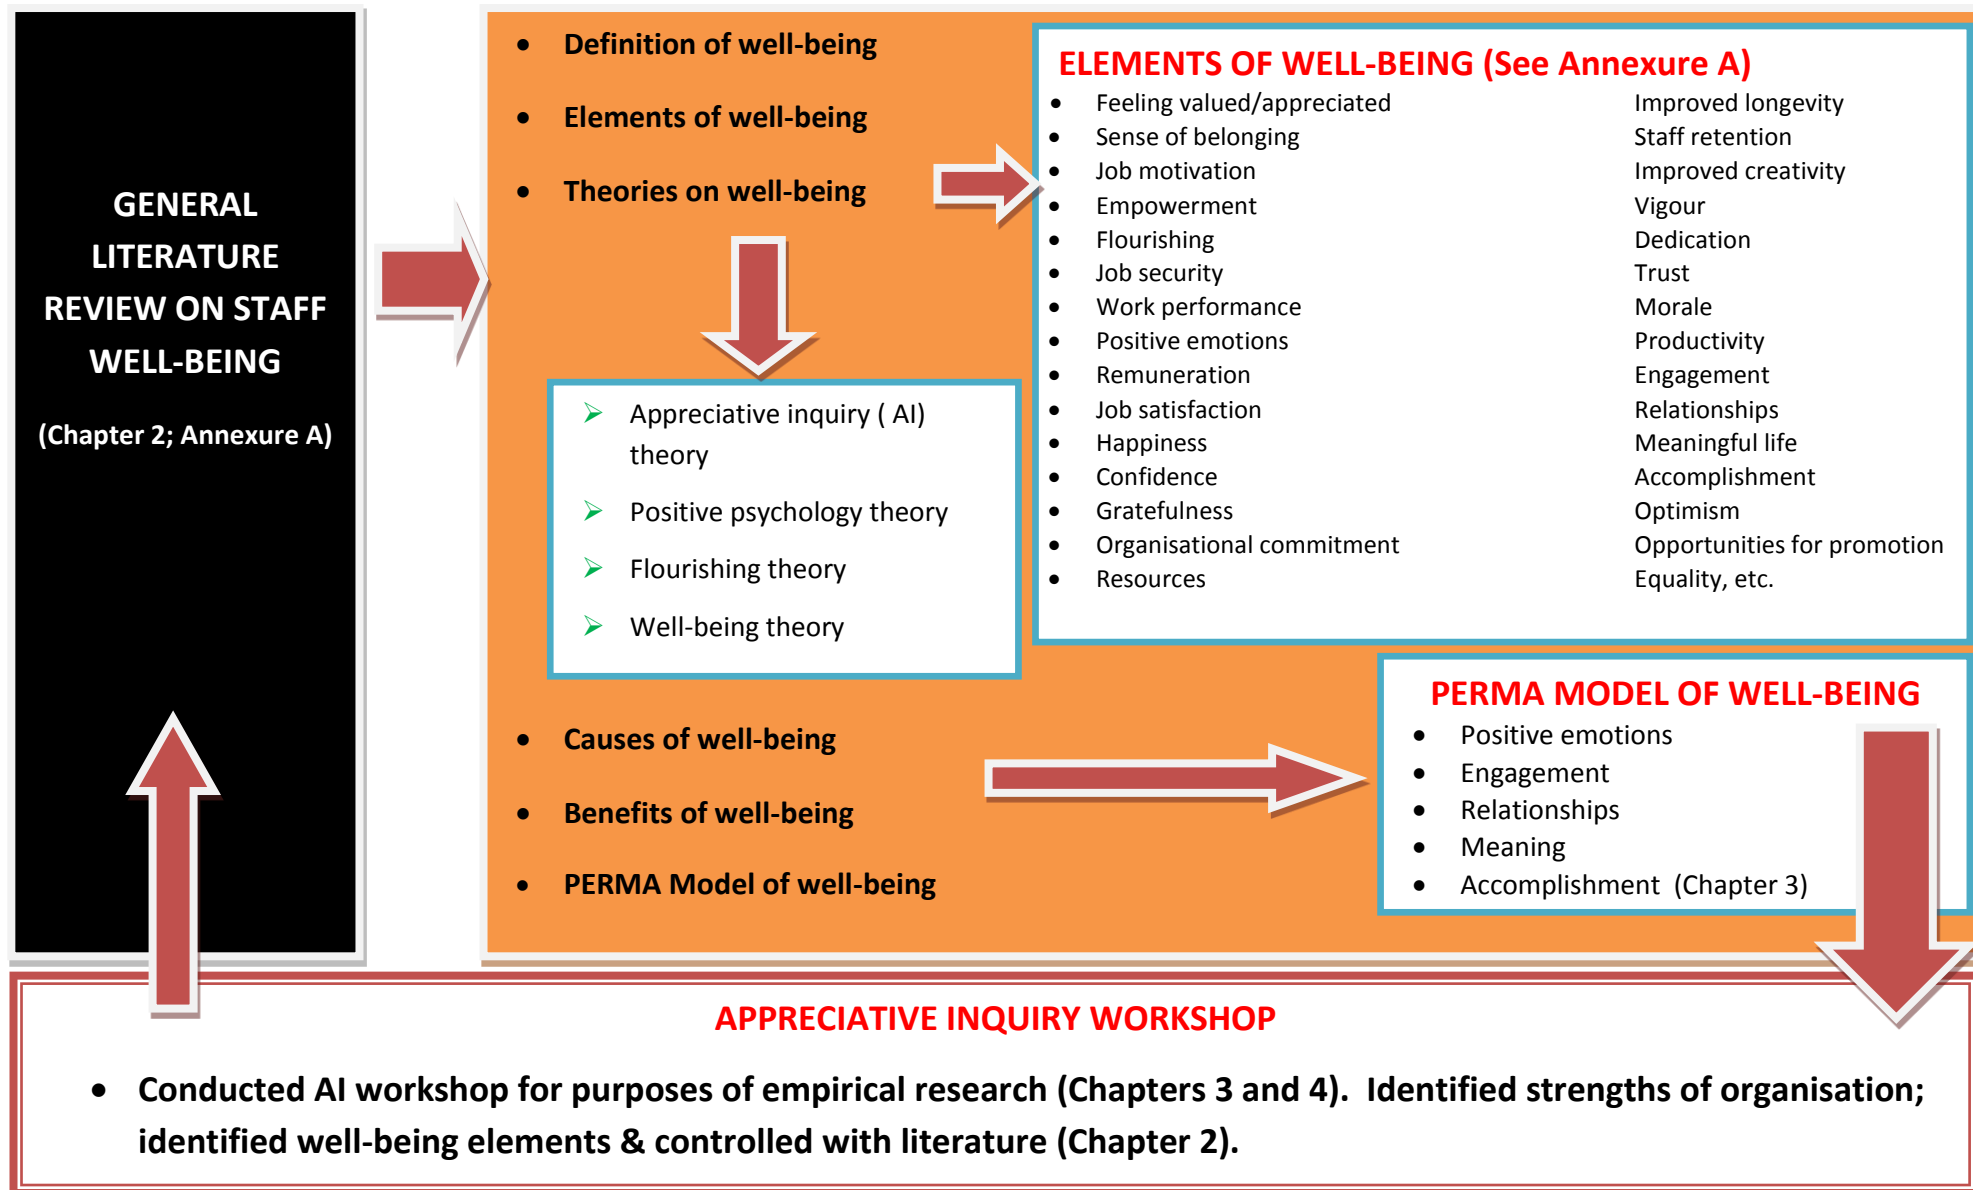 GENERAL
LITERATURE
REVIEW ON STAFF
WELL-BEING
(Chapter 2; Annexure A)
• Definition of well-being
• Elements of well-being
• Theories on well-being
➢ Appreciative inquiry ( AI)
theory
➢ Positive psychology theory
➢ Flourishing theory
➢ Well-being theory
• Causes of well-being
• Benefits of well-being
• PERMA Model of well-being
ELEMENTS OF WELL-BEING (See Annexure A)
• Feeling valued/appreciated Improved longevity
• Sense of belonging Staff retention
• Job motivation Improved creativity
• Empowerment Vigour
• Flourishing Dedication
• Job security Trust
• Work performance Morale
• Positive emotions Productivity
• Remuneration Engagement
• Job satisfaction Relationships
• Happiness Meaningful life
• Confidence Accomplishment
• Gratefulness Optimism
• Organisational commitment Opportunities for promotion
• Resources Equality, etc.
PERMA MODEL OF WELL-BEING
• Positive emotions
• Engagement
• Relationships
• Meaning
• Accomplishment (Chapter 3)
APPRECIATIVE INQUIRY WORKSHOP
• Conducted AI workshop for purposes of empirical research (Chapters 3 and 4). Identified strengths of organisation;
identified well-being elements & controlled with literature (Chapter 2).